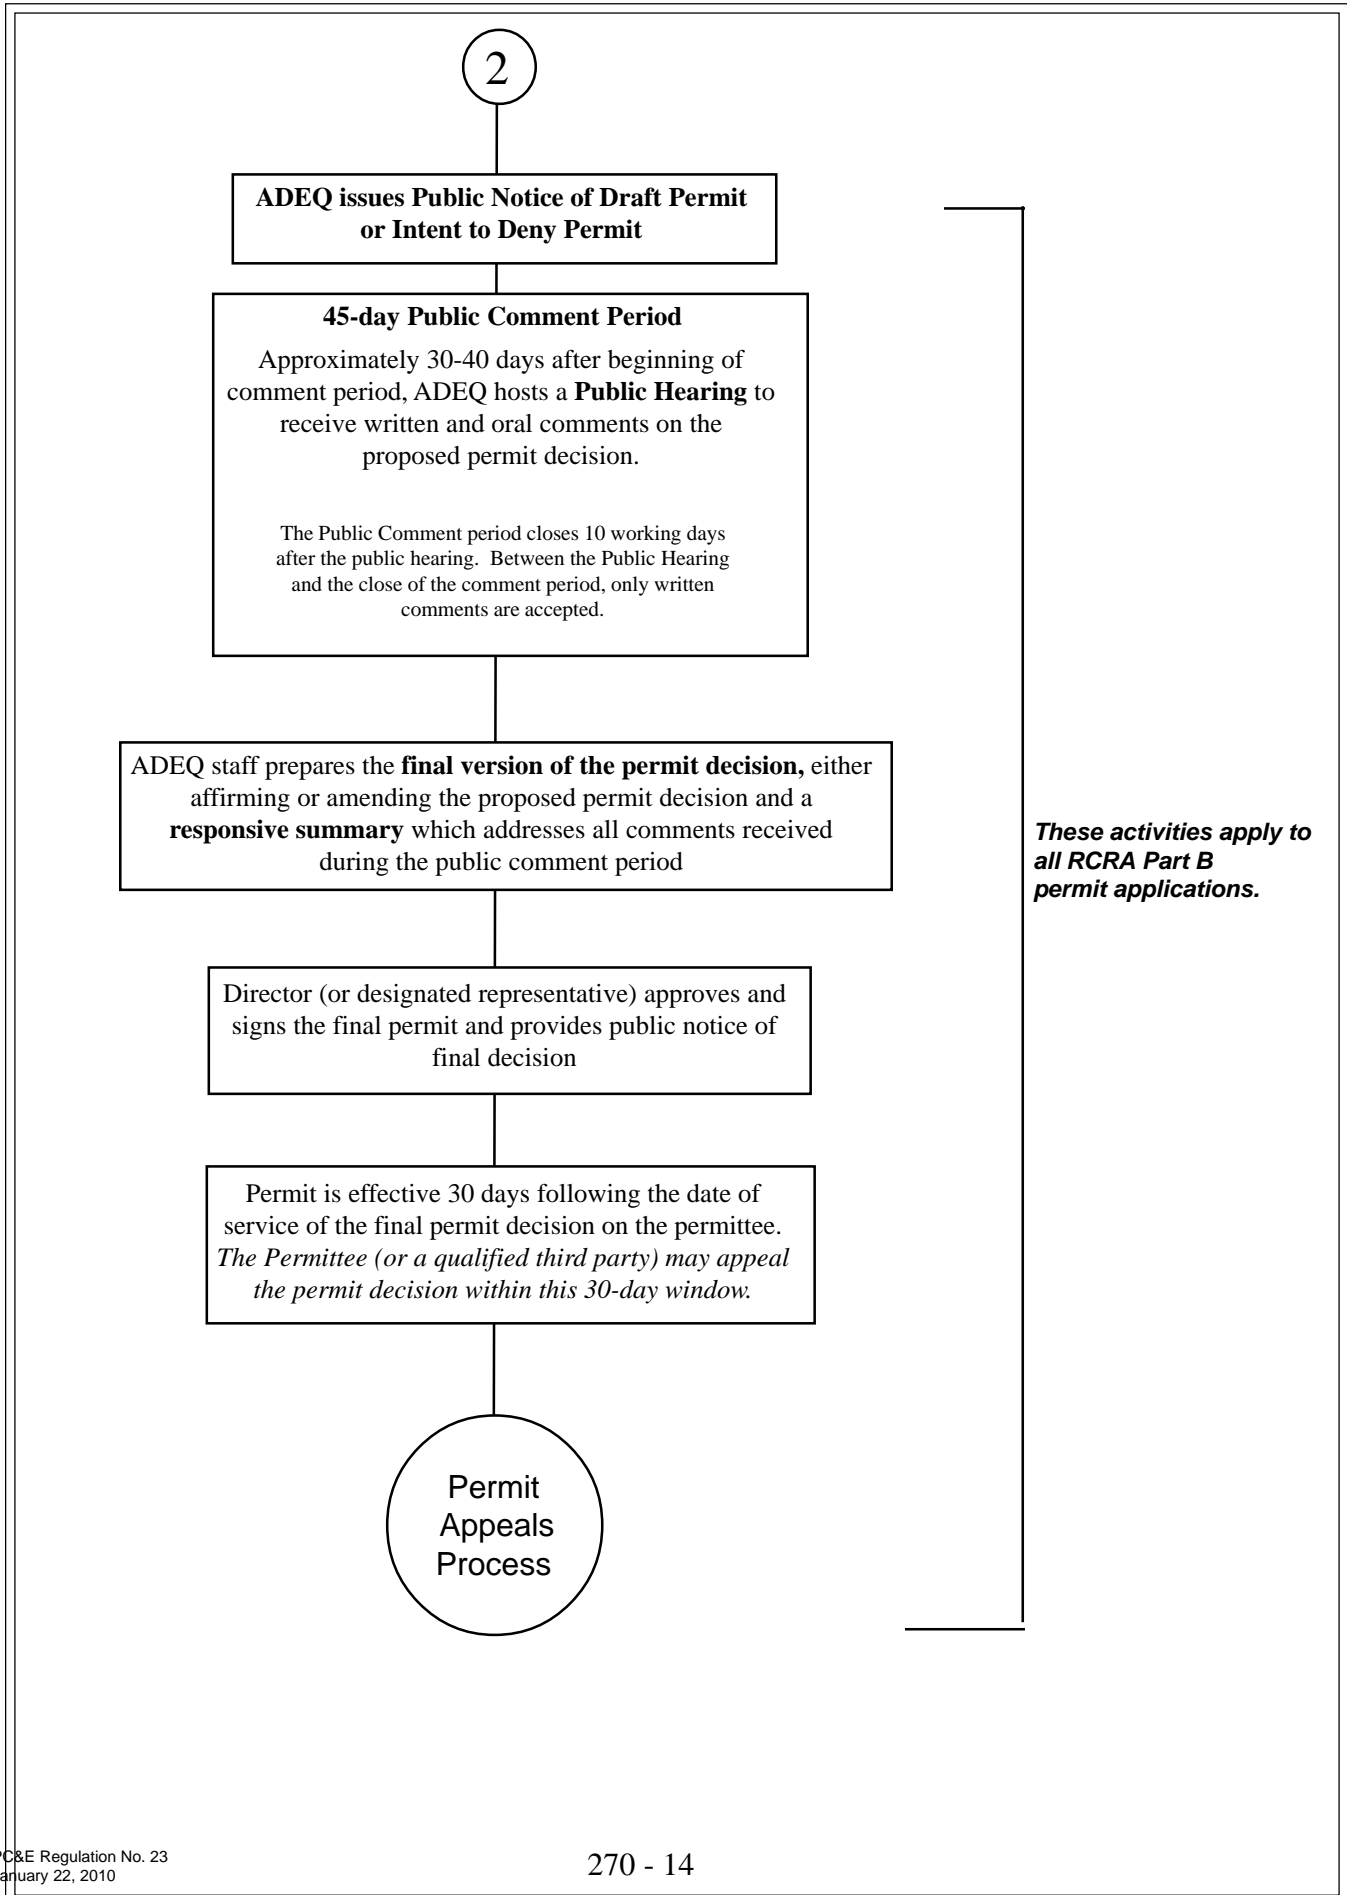 2
ADEQ issues Public Notice of Draft Permit
or Intent to Deny Permit
45-day Public Comment Period
Approximately 30-40 days after beginning of
comment period, ADEQ hosts a Public Hearing to
receive written and oral comments on the
proposed permit decision.
The Public Comment period closes 10 working days
after the public hearing.  Between the Public Hearing
and the close of the comment period, only written
comments are accepted.
ADEQ staff prepares the final version of the permit decision, either
affirming or amending the proposed permit decision and a
responsive summary which addresses all comments received
during the public comment period
These activities apply to
all RCRA Part B
permit applications.
Director (or designated representative) approves and
signs the final permit and provides public notice of
final decision
Permit is effective 30 days following the date of
service of the final permit decision on the permittee.
The Permittee (or a qualified third party) may appeal
the permit decision within this 30-day window.
Permit
Appeals
Process
C&E Regulation No. 23
anuary 22, 2010
270 - 14